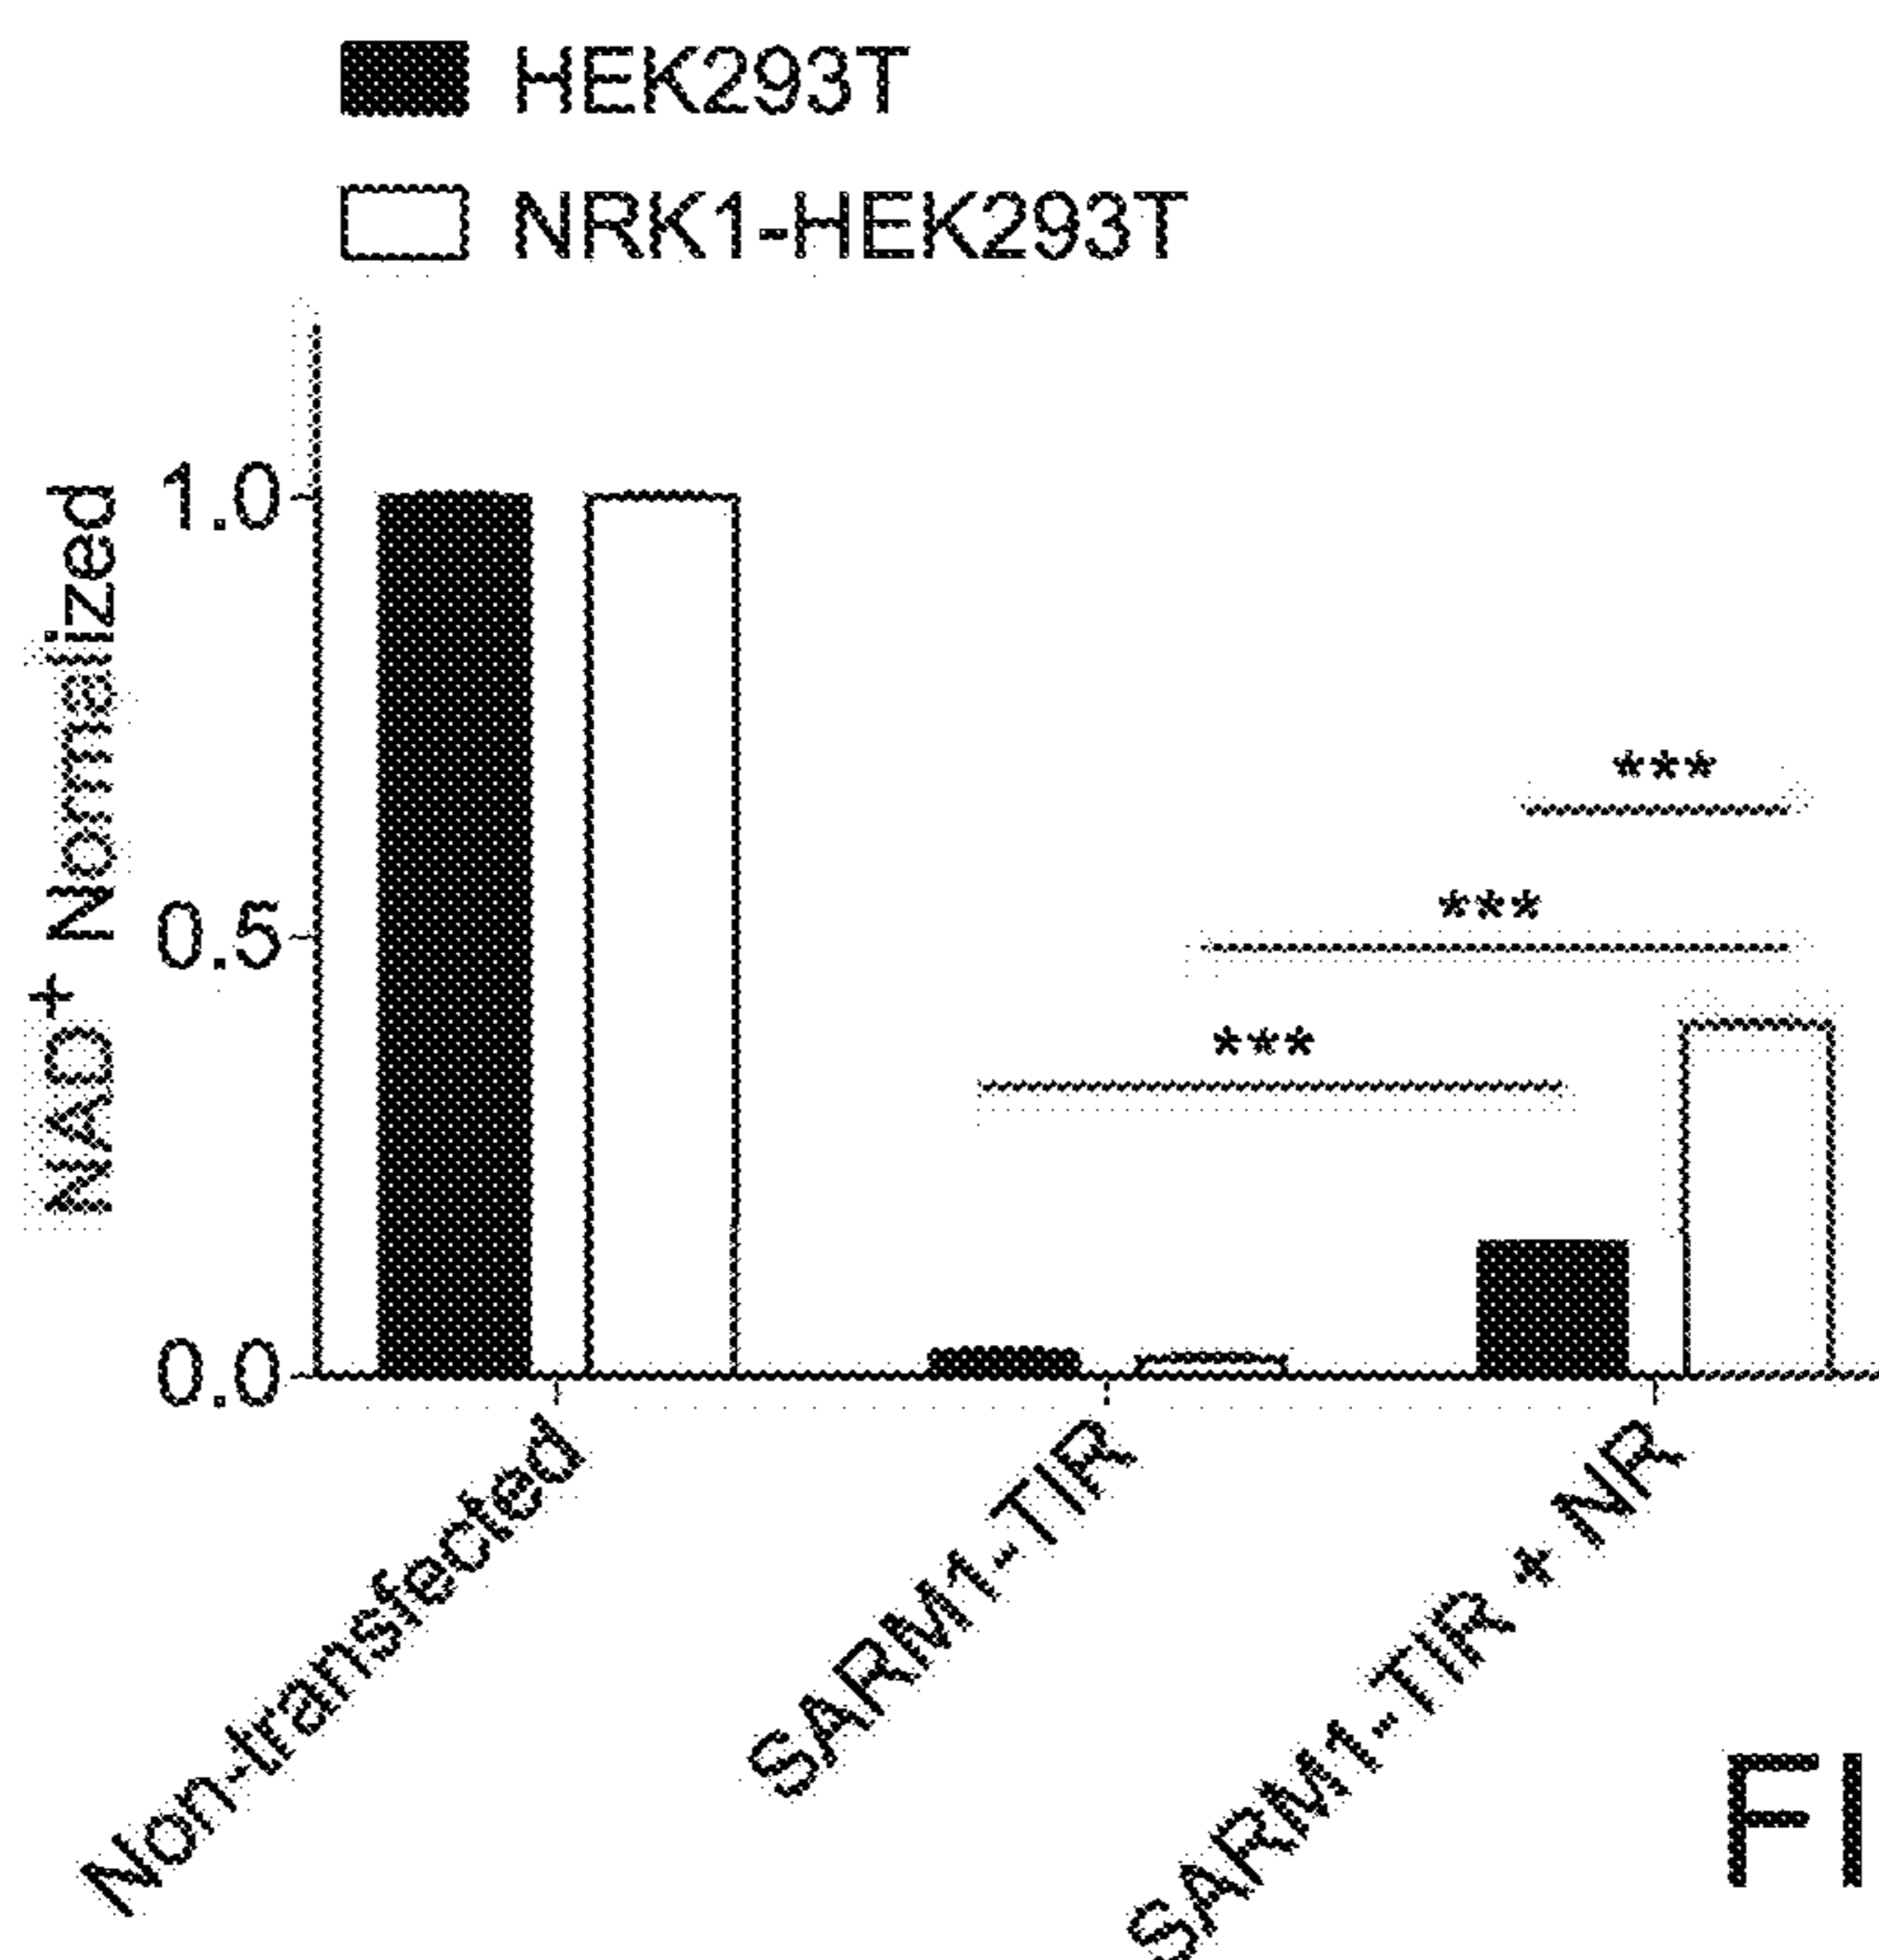 HEK293T
NRK1-HEK293T
NAD+ Normalized
1.0
0.5
0.0
***
***
***
Non-transfected
SARM1-TIR
SARM1-TIR + NR
FI